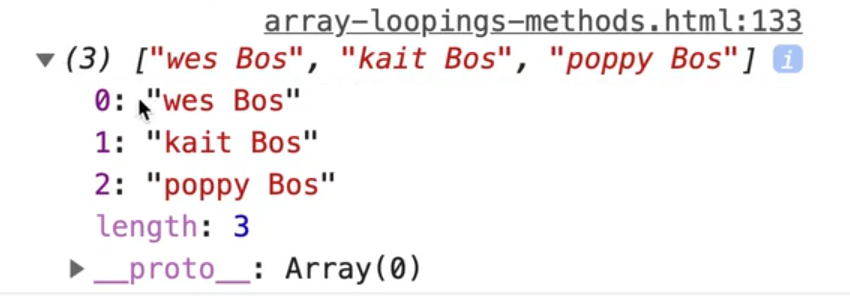 array-loopings-methods.html:133
▼ (3) ["wes Bos", "kait Bos", "poppy Bos"] i
0: "wes Bos"
1: "kait Bos"
2: "poppy Bos"
length: 3
▶ __proto__: Array(0)